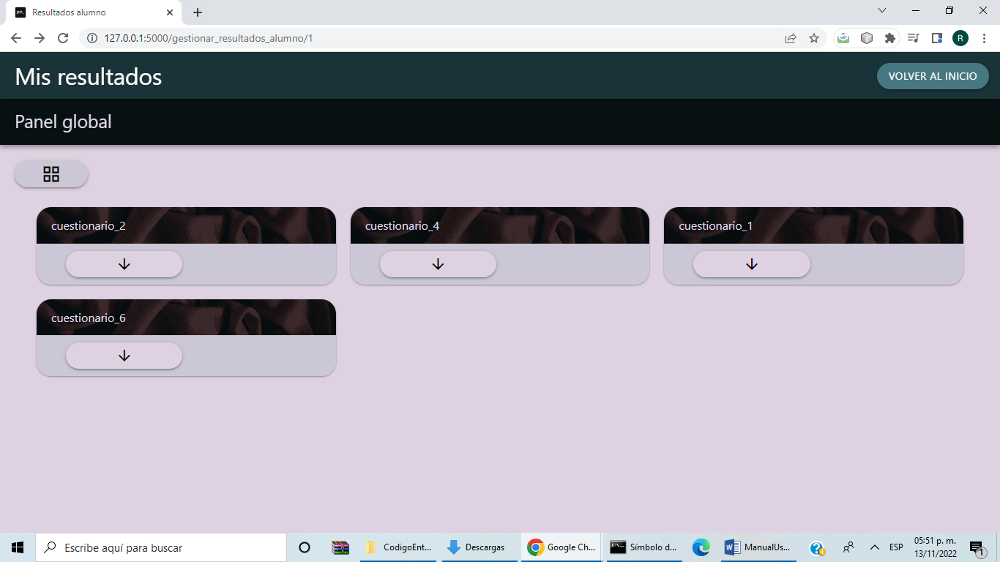 Resultados alumno
127.0.0.1:5000/gestionar_resultados_alumno/1
R
Mis resultados
VOLVER AL INICIO
Panel global
cuestionario_2
cuestionario_4
cuestionario_1
cuestionario_6
Escribe aquí para buscar
CodigoEnt...
Descargas
Google Ch...
Símbolo d...
ManualUs...
ESP
05:51 p. m.
13/11/2022
1